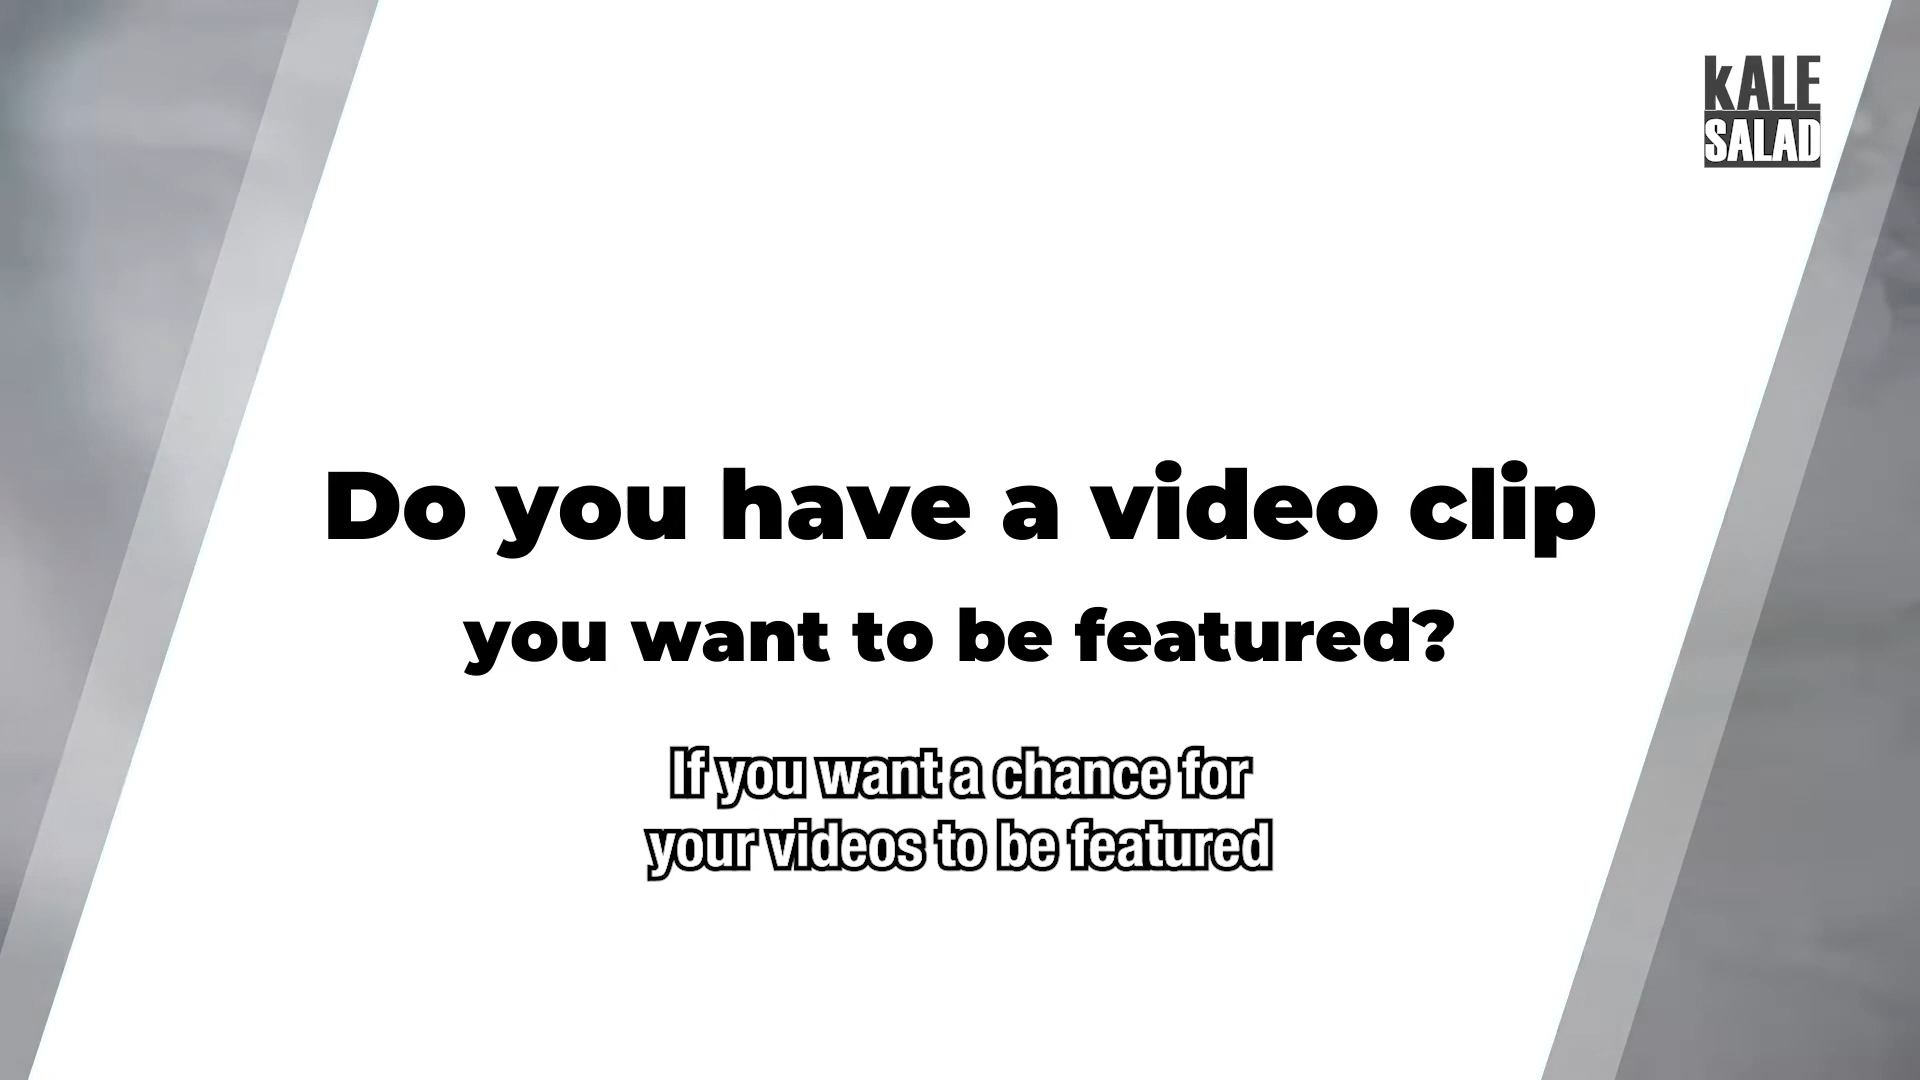 kALE
SALAD
Do you have a video clip
you want to be featured?
If you want a chance for
your videos to be featured